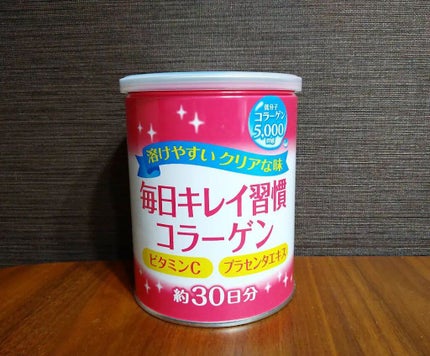 低分子
コラーゲン
5,000
mg
溶けやすい クリアな味
毎日キレイ習慣
コラーゲン
ビタミンC
プラセンタエキス
約30日分